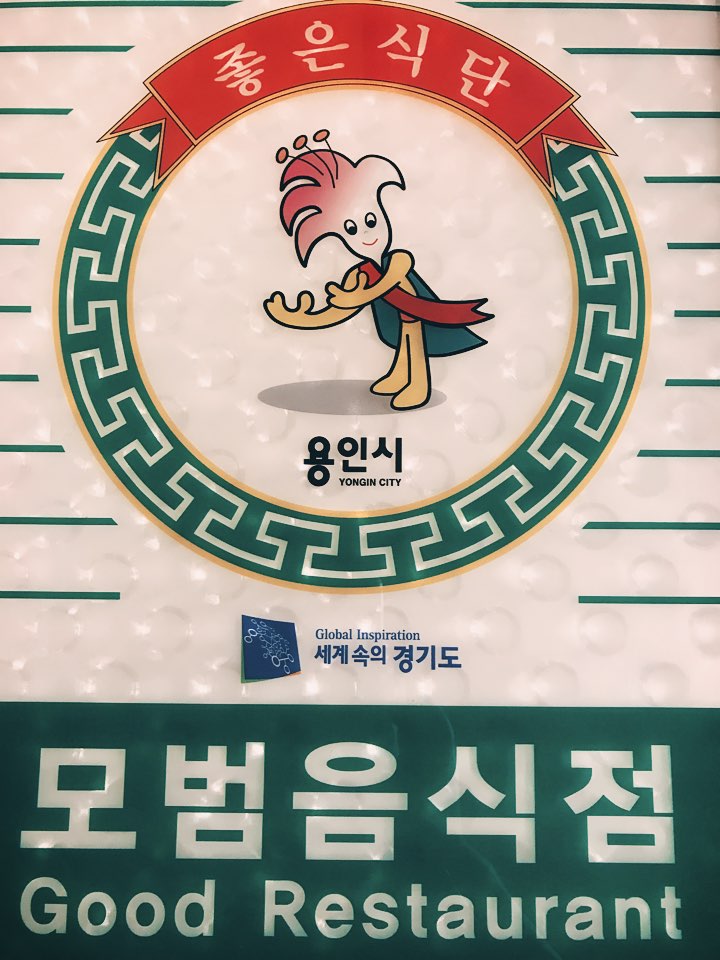 좋은식단
용인시
YONGIN CITY
Global Inspiration
세계속의 경기도
모범음식점
Good Restaurant